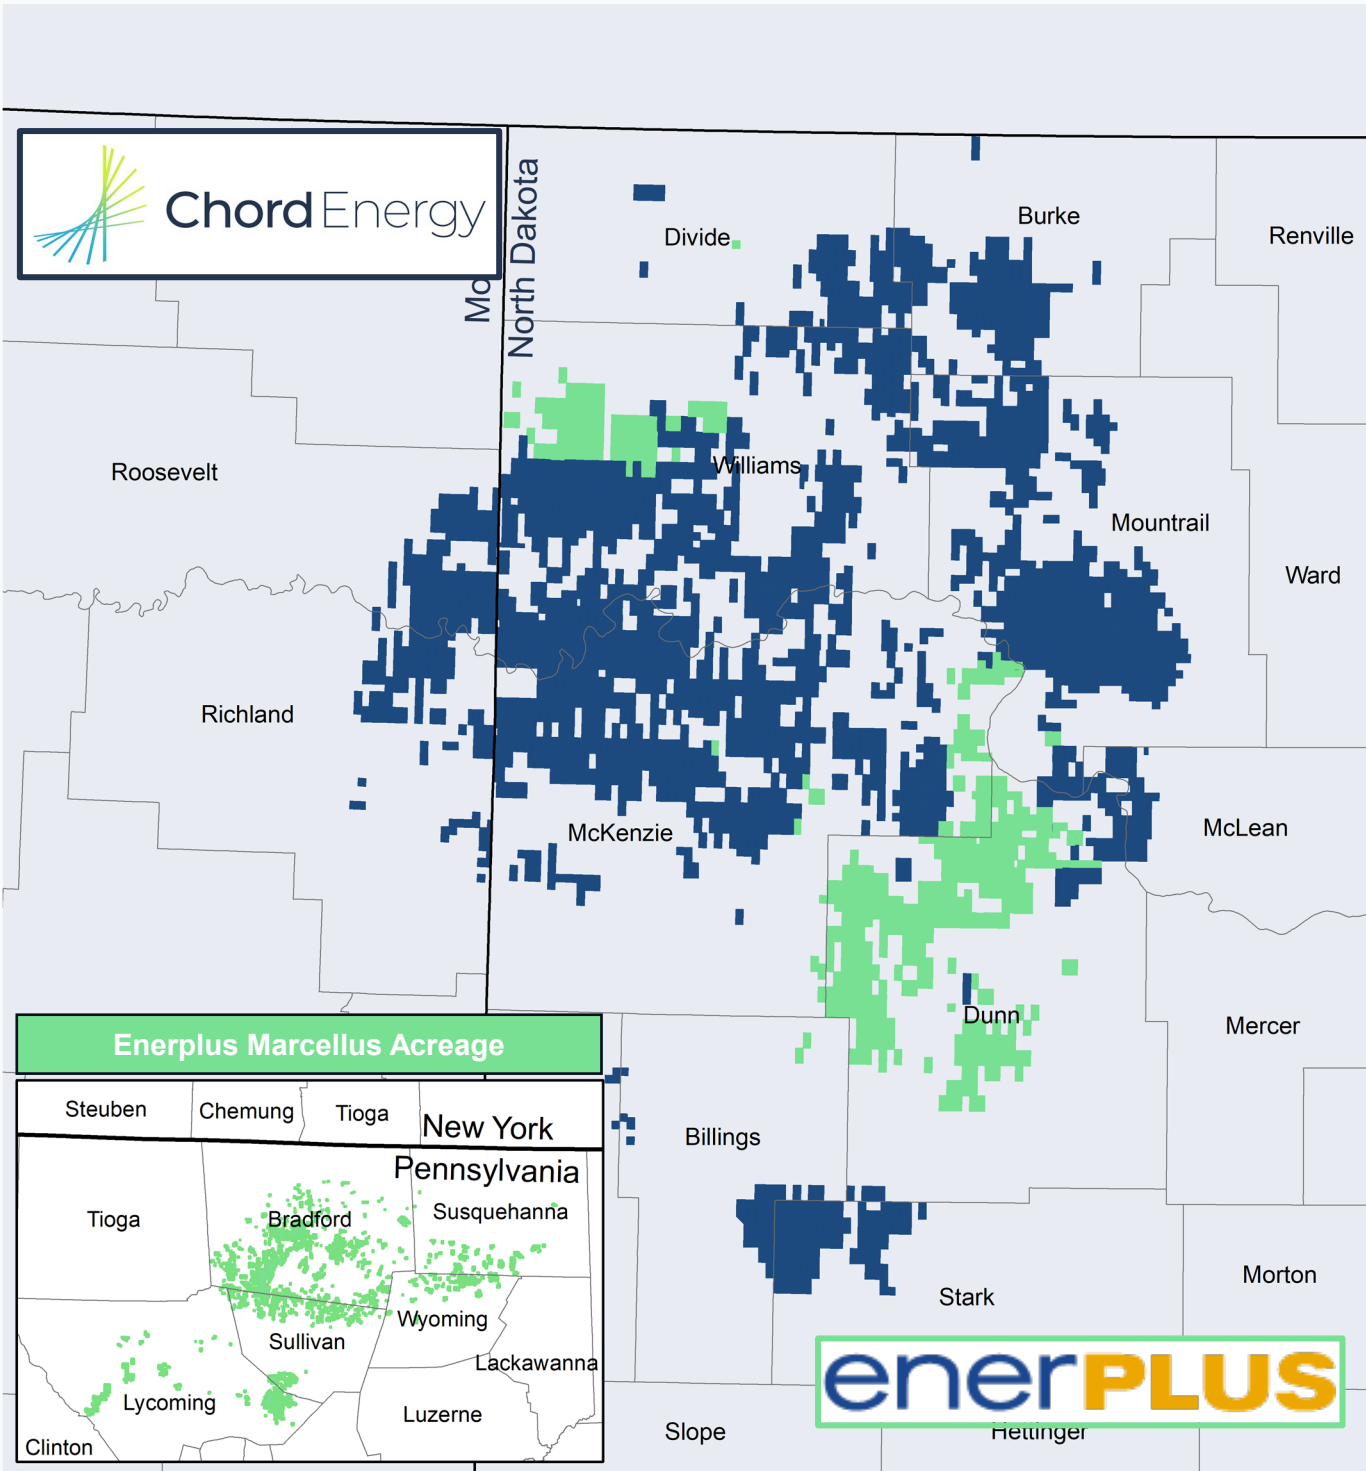 Chord Energy
Mo
North Dakota
Divide
Burke
Renville
Roosevelt
Williams
Mountrail
Ward
Richland
McKenzie
McLean
Dunn
Mercer
Enerplus Marcellus Acreage
Steuben
Chemung
Tioga
New York
Pennsylvania
Tioga
Bradford
Susquehanna
Wyoming
Sullivan
Lackawanna
Lycoming
Luzerne
Clinton
Billings
Stark
Morton
enerPLUS
Slope
Hettinger